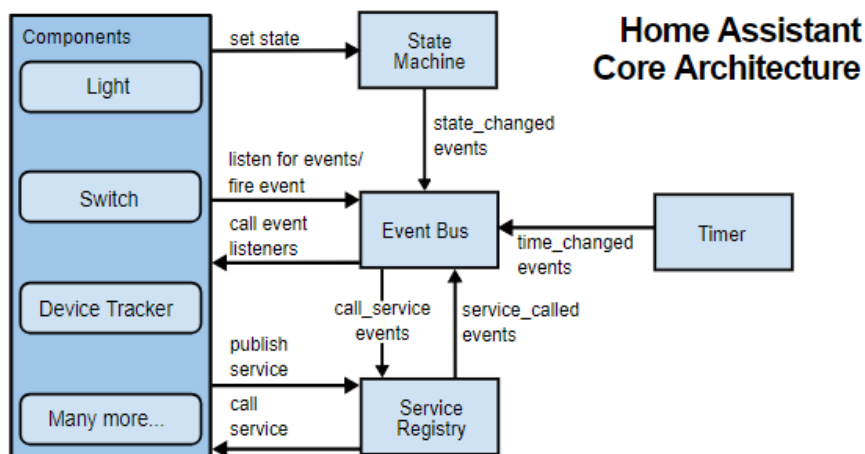 Home Assistant
Core Architecture
Components
Light
Switch
Device Tracker
Many more...
set state
State
Machine
state_changed
events
listen for events/
fire event
call event
listeners
Event Bus
time_changed
events
Timer
call_service
events
service_called
events
publish
service
call
service
Service
Registry